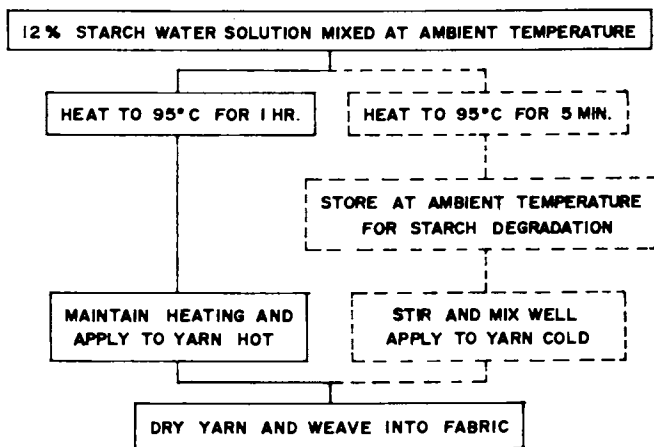 12% STARCH WATER SOLUTION MIXED AT AMBIENT TEMPERATURE
HEAT TO 95°C FOR 1 HR.
HEAT TO 95°C FOR 5 MIN.
STORE AT AMBIENT TEMPERATURE
FOR STARCH DEGRADATION
MAINTAIN HEATING AND
APPLY TO YARN HOT
STIR AND MIX WELL
APPLY TO YARN COLD
DRY YARN AND WEAVE INTO FABRIC